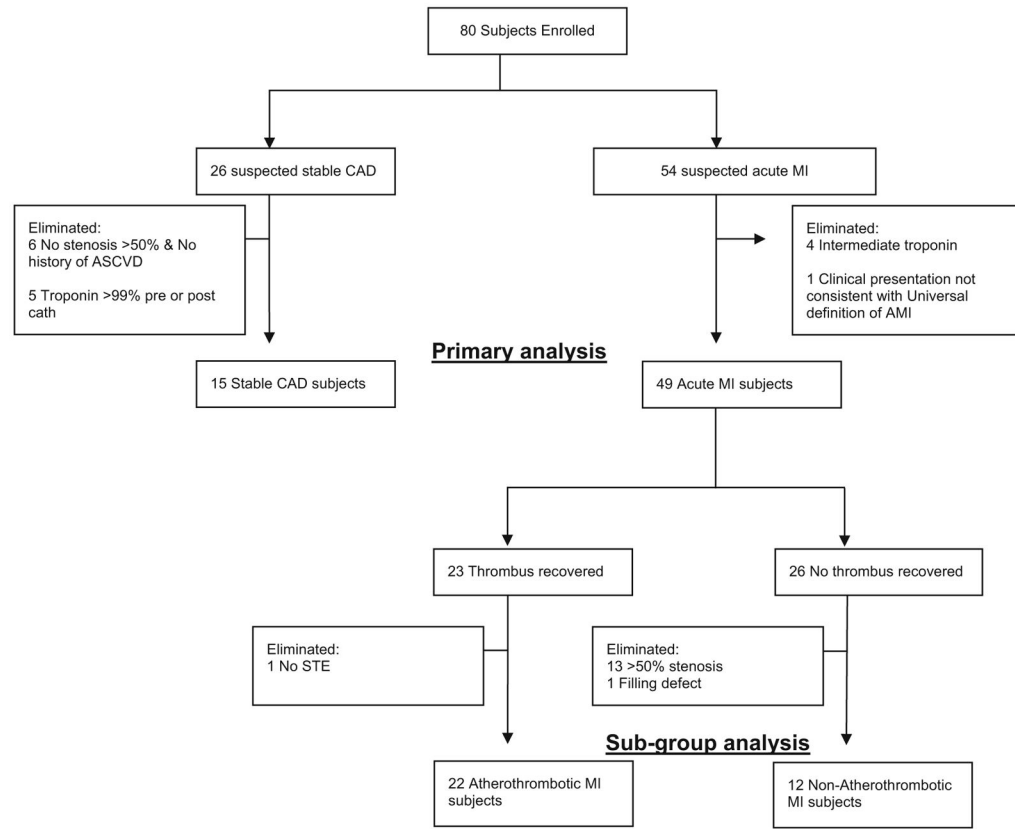 80 Subjects Enrolled
26 suspected stable CAD
54 suspected acute MI
Eliminated:
6 No stenosis >50% & No
history of ASCVD
5 Troponin >99% pre or post
cath
Eliminated:
4 Intermediate troponin
1 Clinical presentation not
consistent with Universal
definition of AMI
Primary analysis
15 Stable CAD subjects
49 Acute MI subjects
23 Thrombus recovered
26 No thrombus recovered
Eliminated:
1 No STE
Eliminated:
13 >50% stenosis
1 Filling defect
Sub-group analysis
22 Atherothrombotic MI
subjects
12 Non-Atherothrombotic
MI subjects